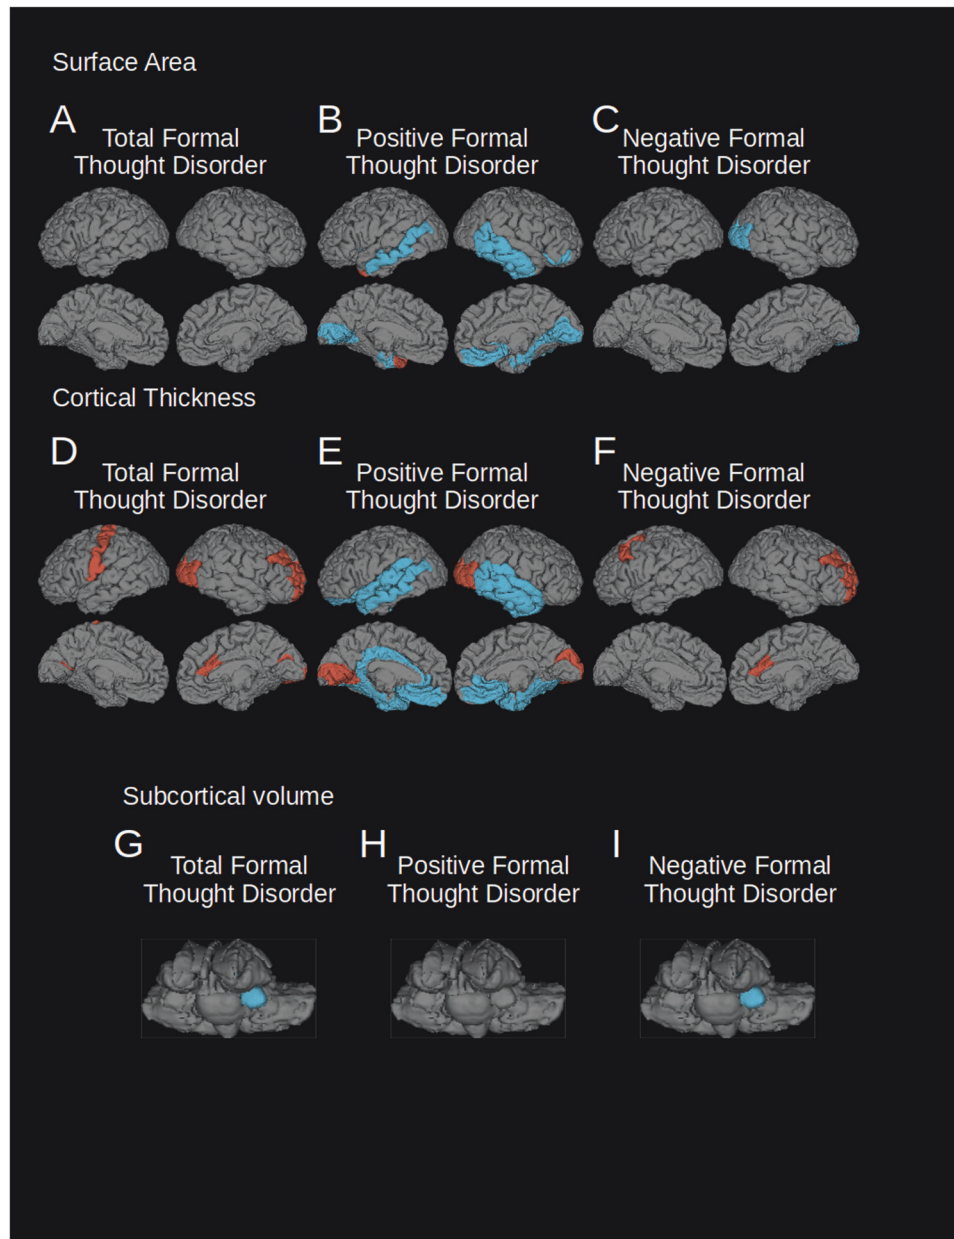 Surface Area
A
B
C
Total Formal
Thought Disorder
Positive Formal
Thought Disorder
Negative Formal
Thought Disorder
Cortical Thickness
D
E
F
Total Formal
Thought Disorder
Positive Formal
Thought Disorder
Negative Formal
Thought Disorder
Subcortical volume
G
H
I
Total Formal
Thought Disorder
Positive Formal
Thought Disorder
Negative Formal
Thought Disorder